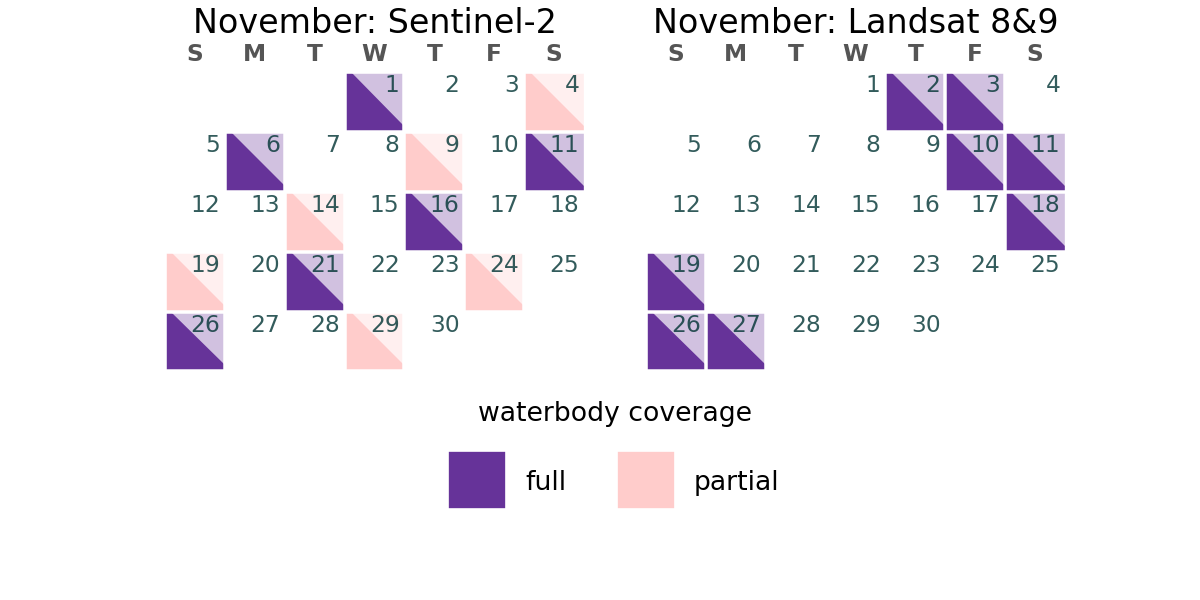 November: Sentinel-2
S M T W T F S
1 2 3 4
5 6 7 8 9 10 11
12 13 14 15 16 17 18
19 20 21 22 23 24 25
26 27 28 29 30
November: Landsat 8&9
S M T W T F S
1 2 3 4
5 6 7 8 9 10 11
12 13 14 15 16 17 18
19 20 21 22 23 24 25
26 27 28 29 30
waterbody coverage
full partial